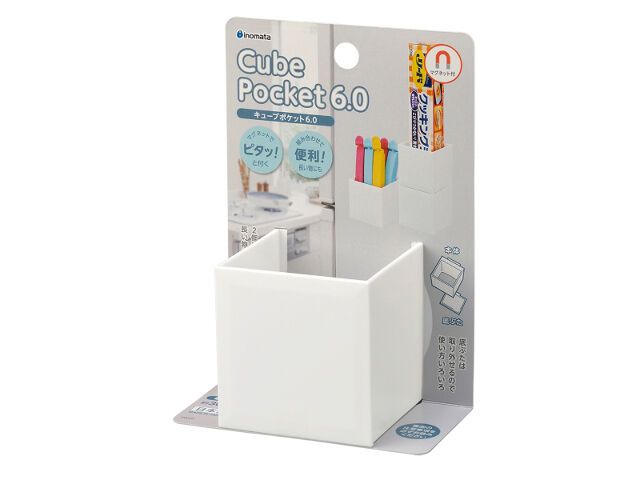 inomata
Cube
Pocket 6.0
キューブポケット6.0
マグネットで
ピタッ!
と付く
組み合わせで
便利!
長い物にも
マグネット付
クッキング
本体
底ぶた
底ぶたは
取り外せるので
使い方いろいろ
日本